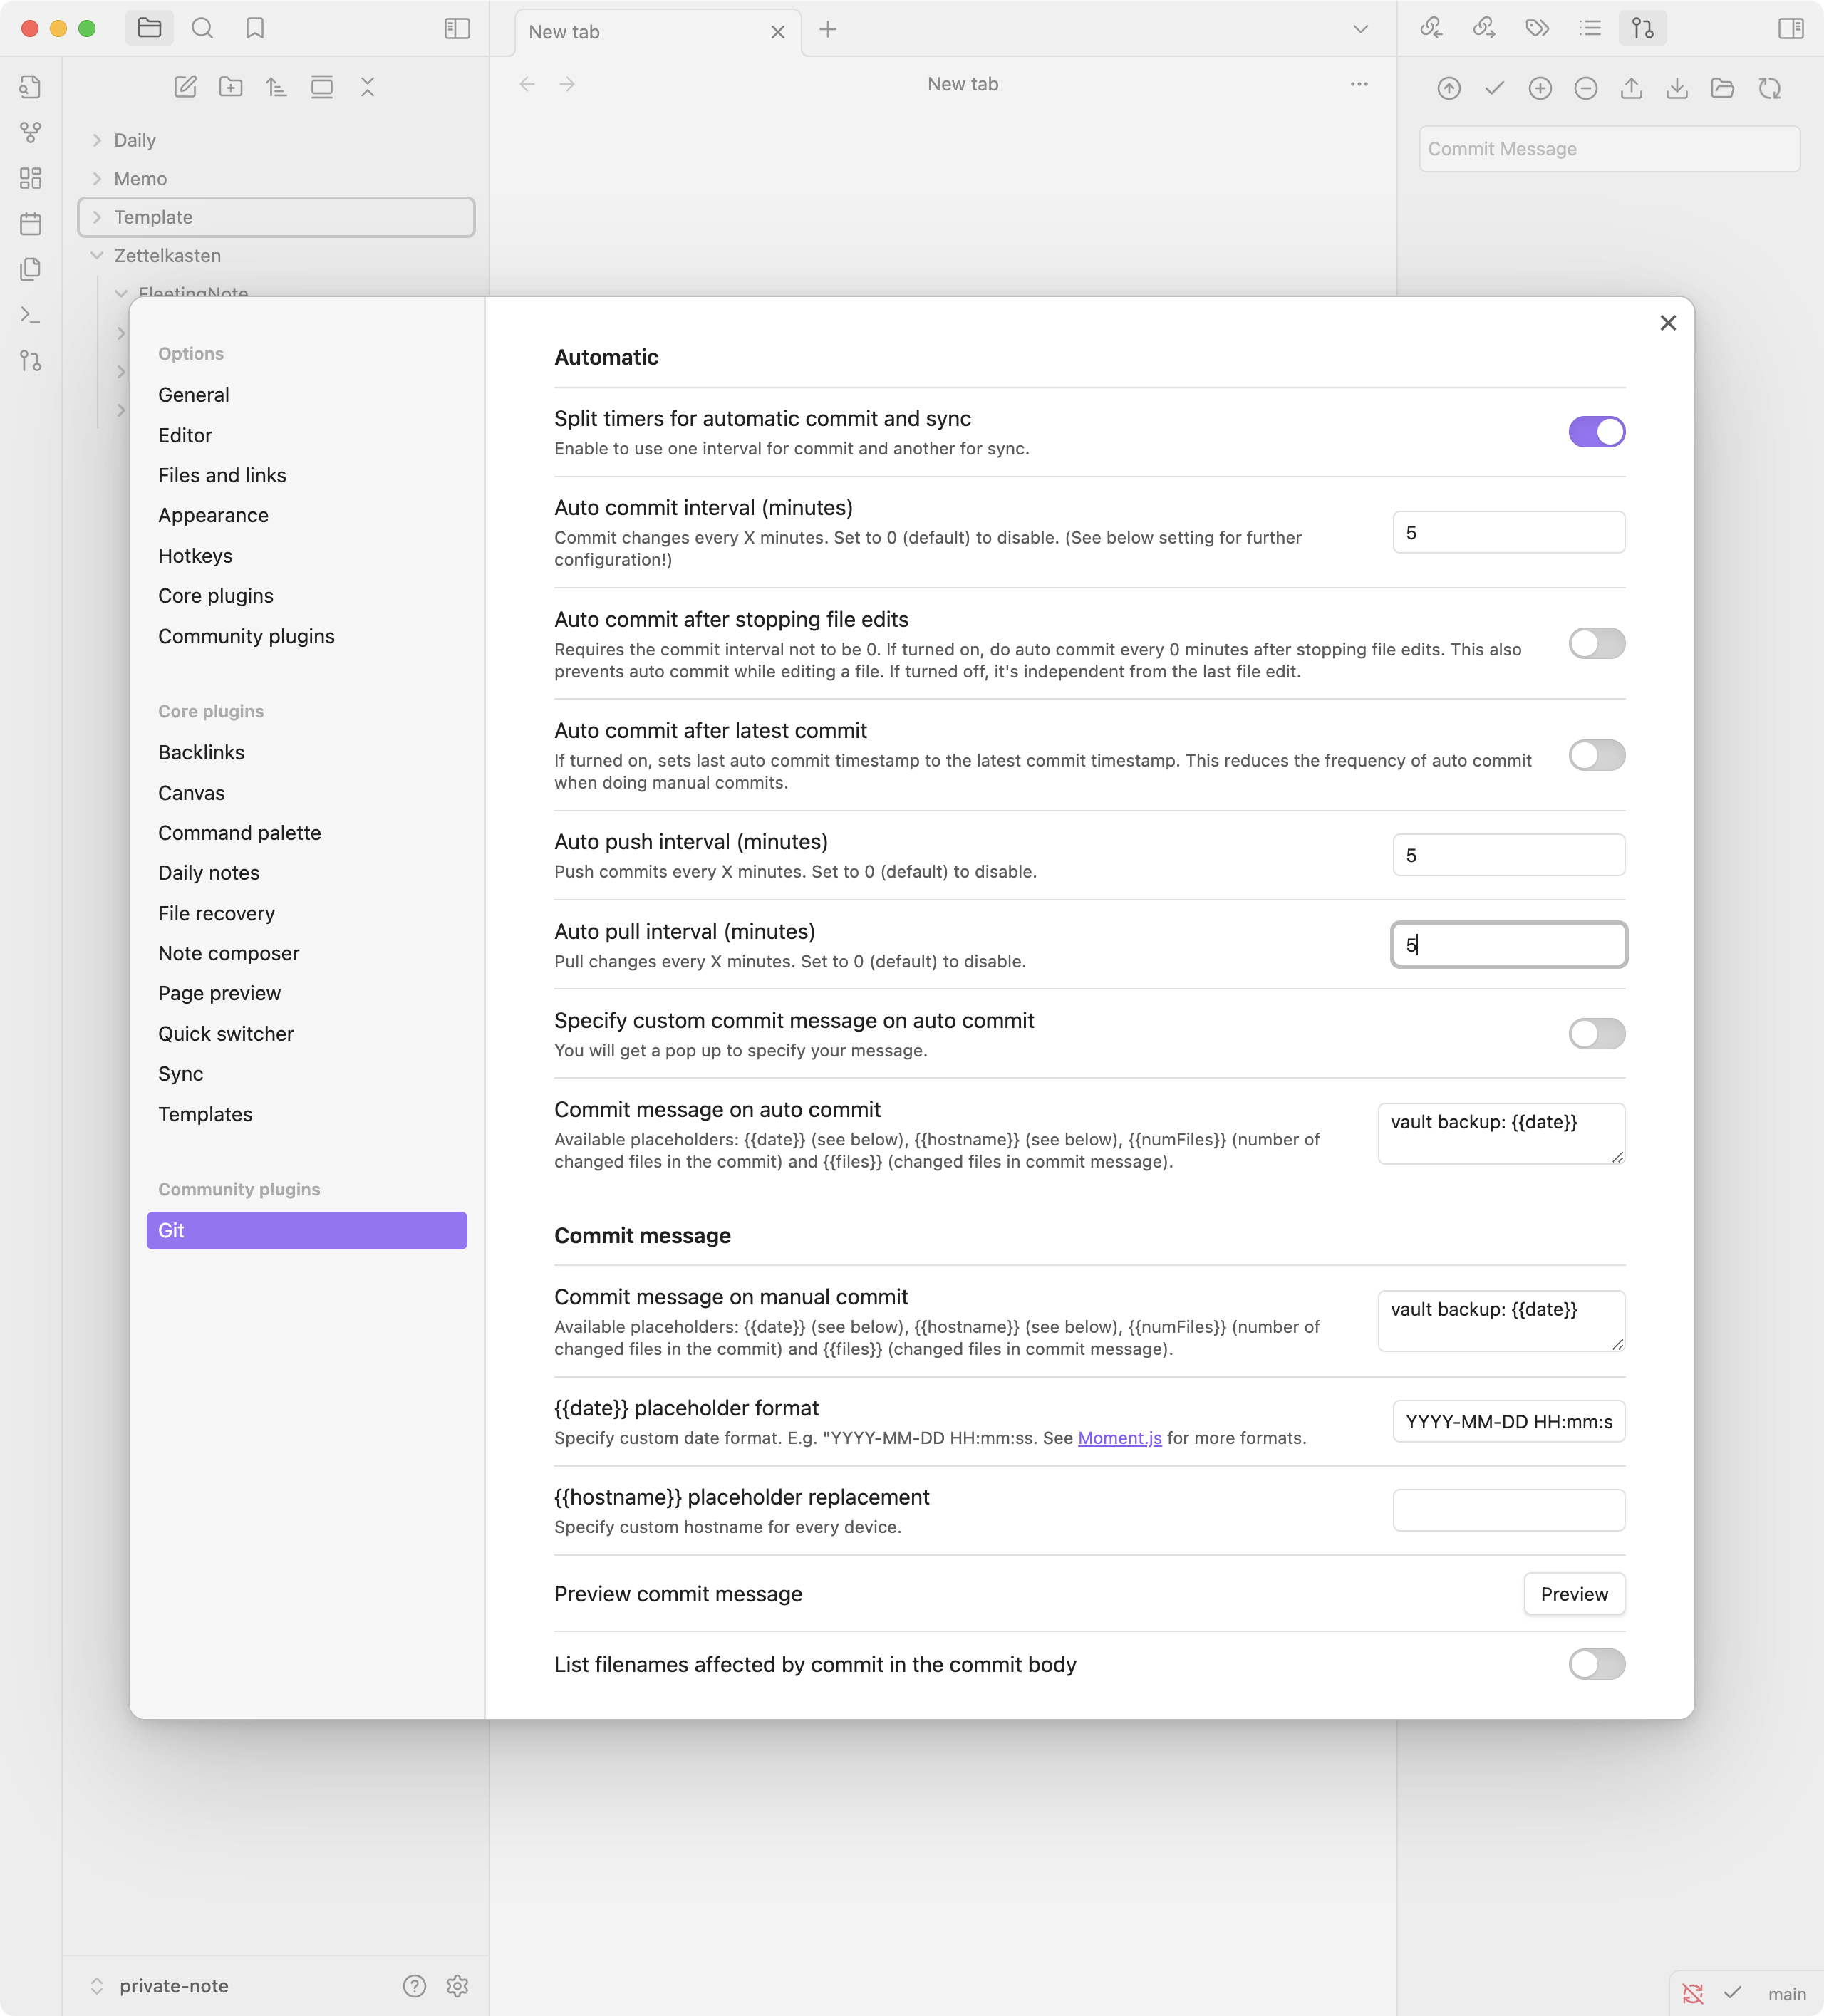 New tab
New tab
Commit Message
Daily
Memo
Template
Zettelkasten
FleetingNote
Options
General
Editor
Files and links
Appearance
Hotkeys
Core plugins
Community plugins
Core plugins
Backlinks
Canvas
Command palette
Daily notes
File recovery
Note composer
Page preview
Quick switcher
Sync
Templates
Community plugins
Git
Automatic
Split timers for automatic commit and sync
Enable to use one interval for commit and another for sync.
Auto commit interval (minutes)
Commit changes every X minutes. Set to 0 (default) to disable. (See below setting for further
configuration!)
5
Auto commit after stopping file edits
Requires the commit interval not to be 0. If turned on, do auto commit every 0 minutes after stopping file edits. This also
prevents auto commit while editing a file. If turned off, it's independent from the last file edit.
Auto commit after latest commit
If turned on, sets last auto commit timestamp to the latest commit timestamp. This reduces the frequency of auto commit
when doing manual commits.
Auto push interval (minutes)
Push commits every X minutes. Set to 0 (default) to disable.
5
Auto pull interval (minutes)
Pull changes every X minutes. Set to 0 (default) to disable.
5
Specify custom commit message on auto commit
You will get a pop up to specify your message.
Commit message on auto commit
Available placeholders: {{date}} (see below), {{hostname}} (see below), {{numFiles}} (number of
changed files in the commit) and {{files}} (changed files in commit message).
vault backup: {{date}}
Commit message
Commit message on manual commit
Available placeholders: {{date}} (see below), {{hostname}} (see below), {{numFiles}} (number of
changed files in the commit) and {{files}} (changed files in commit message).
vault backup: {{date}}
{{date}} placeholder format
Specify custom date format. E.g. "YYYY-MM-DD HH:mm:ss. See Moment.js for more formats.
YYYY-MM-DD HH:mm:s
{{hostname}} placeholder replacement
Specify custom hostname for every device.
Preview commit message
Preview
List filenames affected by commit in the commit body
private-note
main